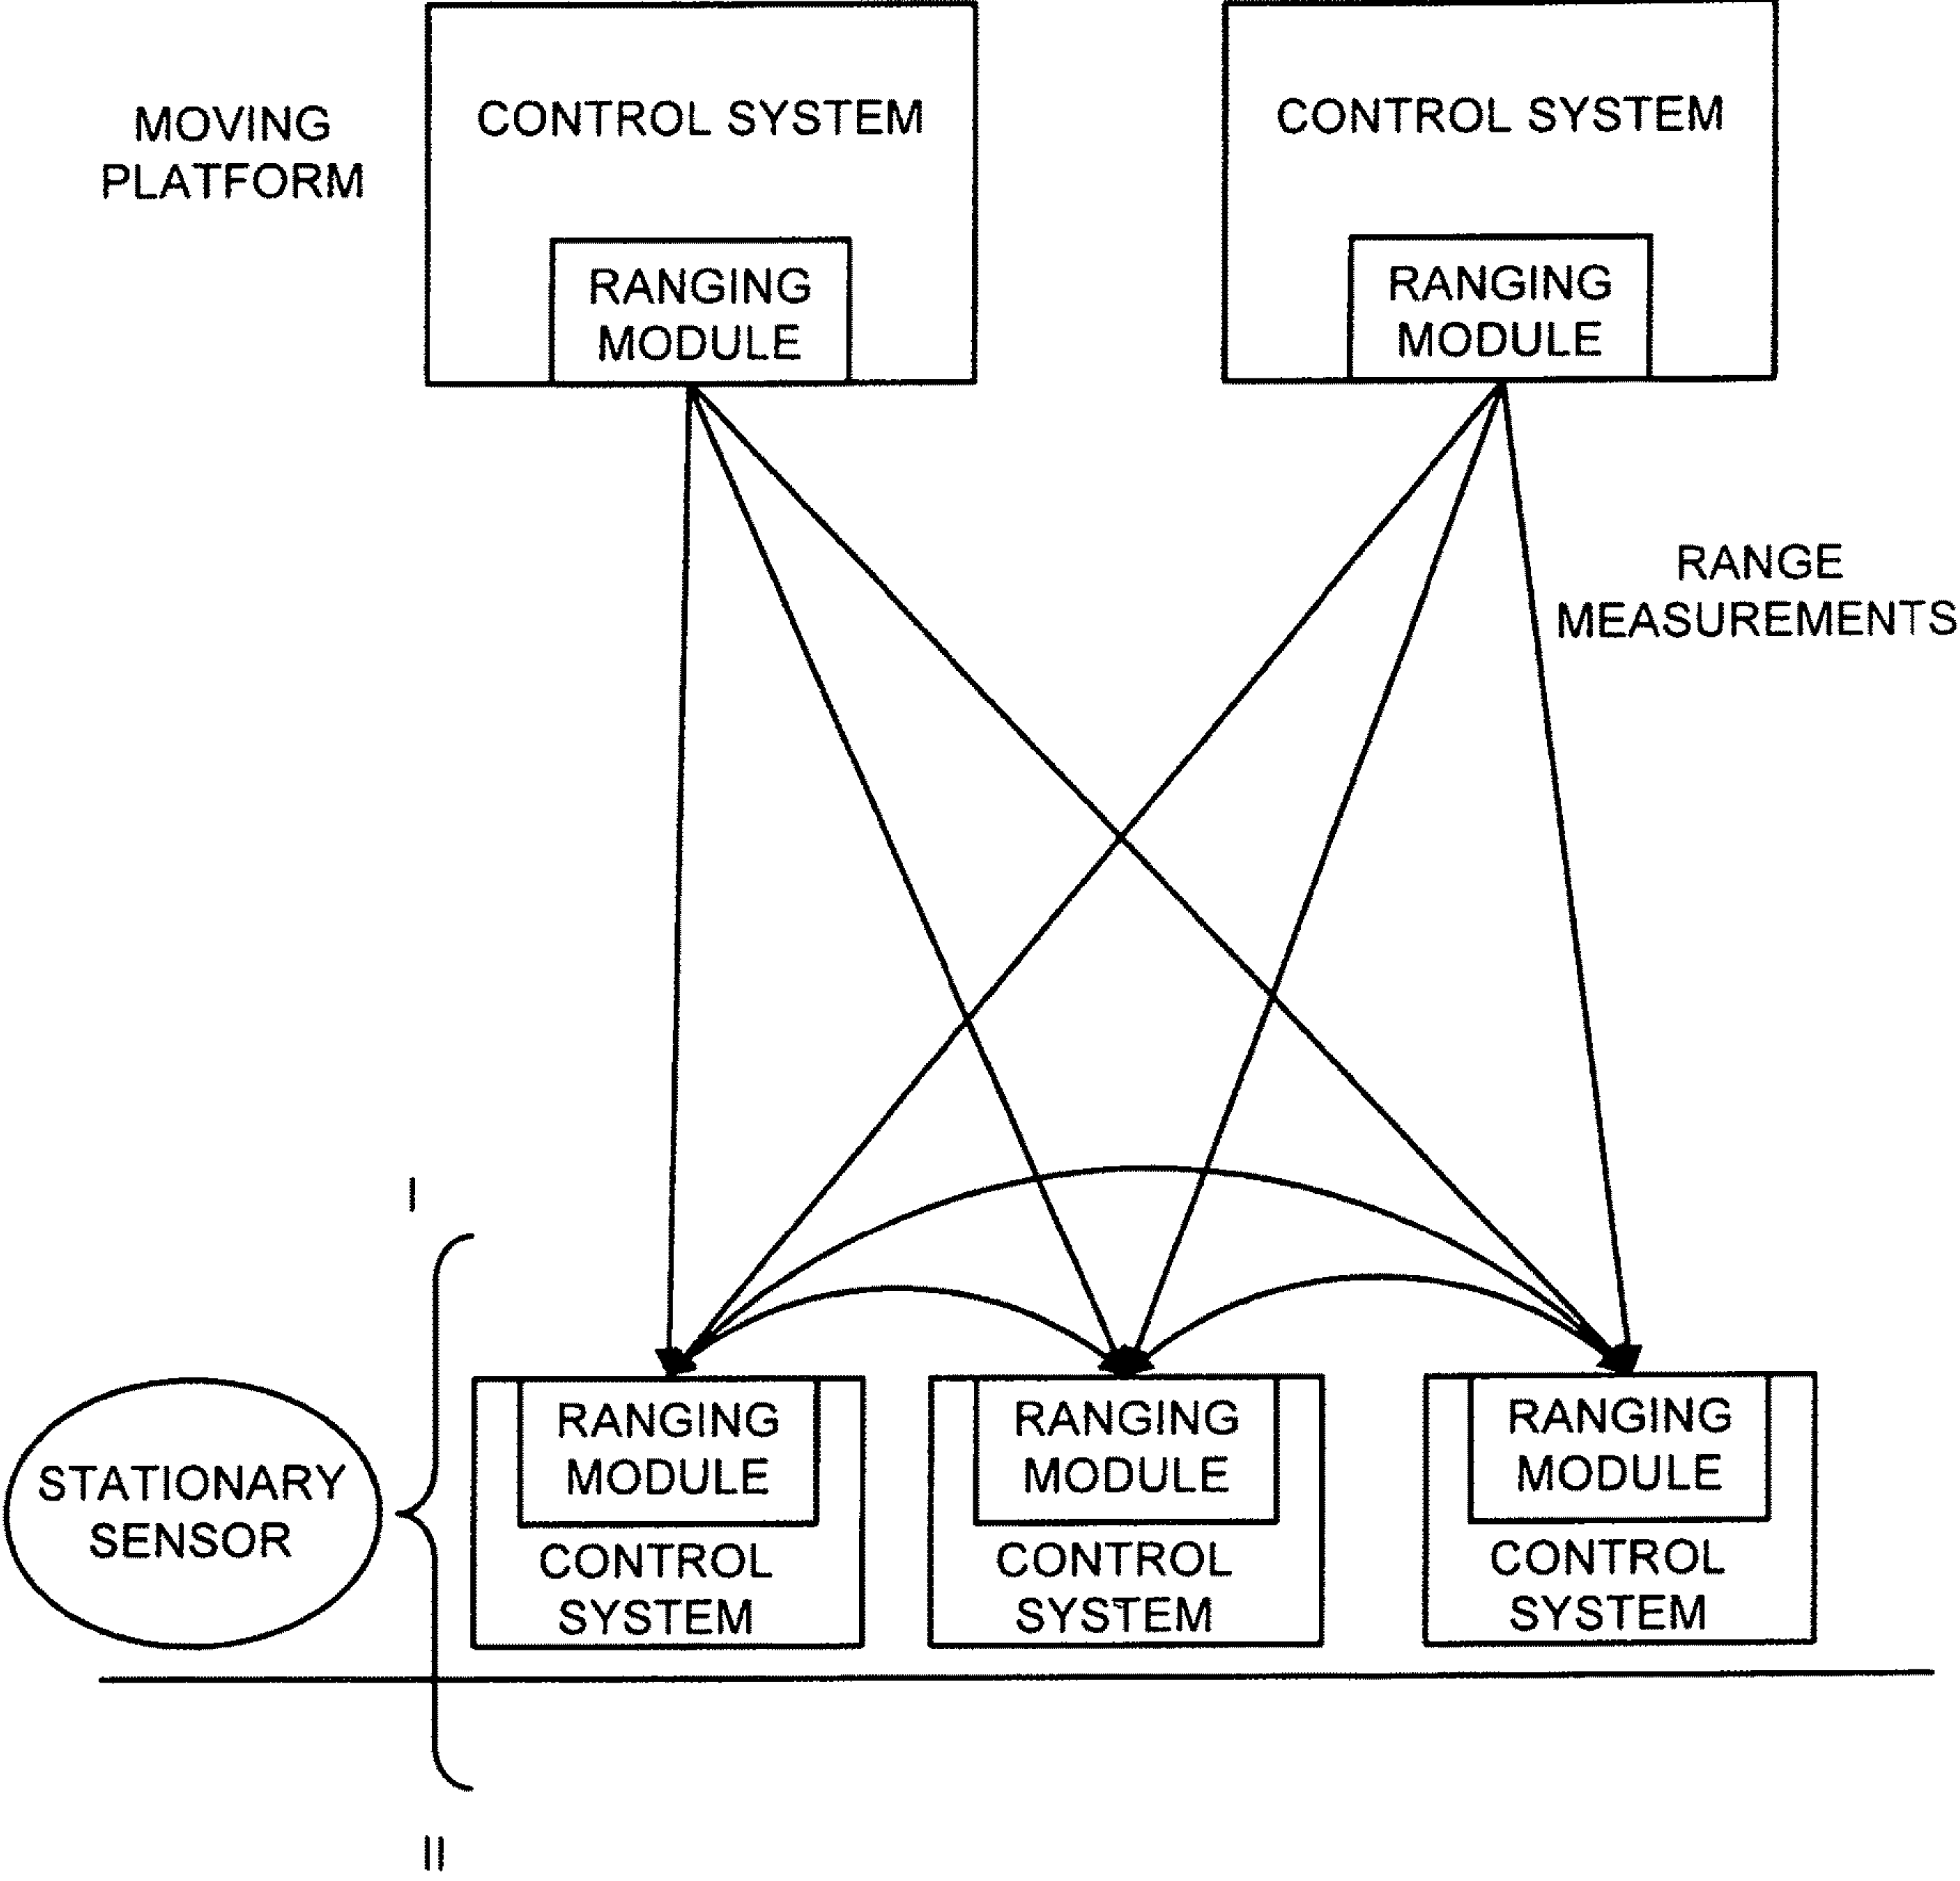 MOVING
PLATFORM
CONTROL SYSTEM
RANGING
MODULE
CONTROL SYSTEM
RANGING
MODULE
RANGE
MEASUREMENTS
I
STATIONARY
SENSOR
RANGING
MODULE
CONTROL
SYSTEM
RANGING
MODULE
CONTROL
SYSTEM
RANGING
MODULE
CONTROL
SYSTEM
II